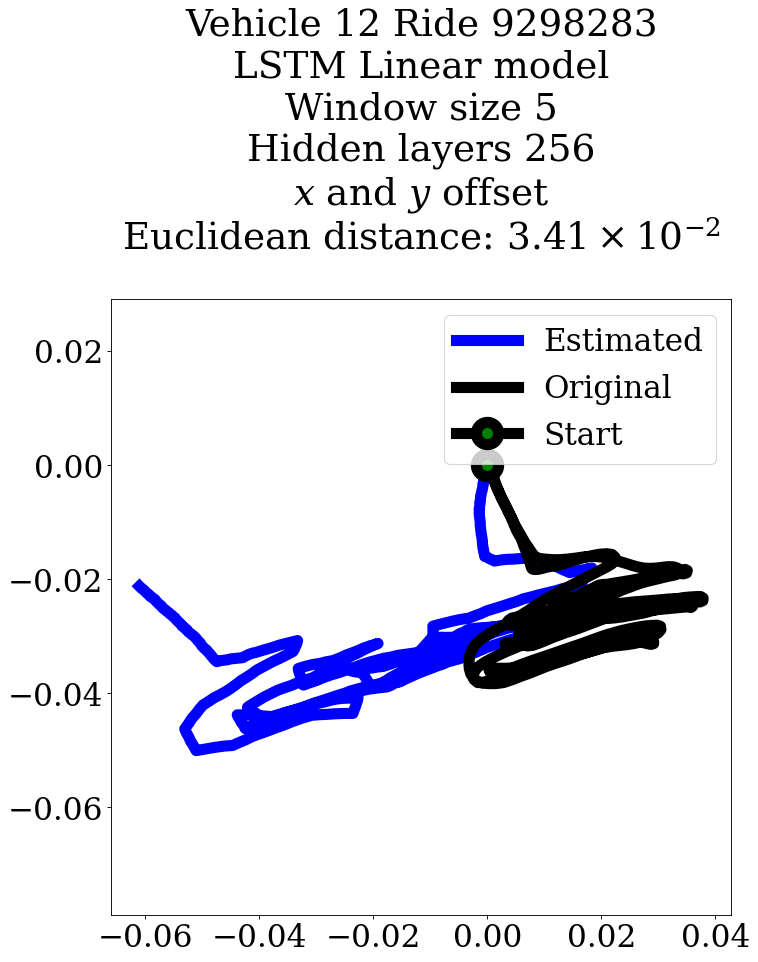 Vehicle 12 Ride 9298283
LSTM Linear model
Window size 5
Hidden layers 256
x and y offset
Euclidean distance: 3.41 × 10⁻²
Estimated
Original
Start
0.02
0.00
−0.02
−0.04
−0.06
−0.06 −0.04 −0.02 0.00 0.02 0.04